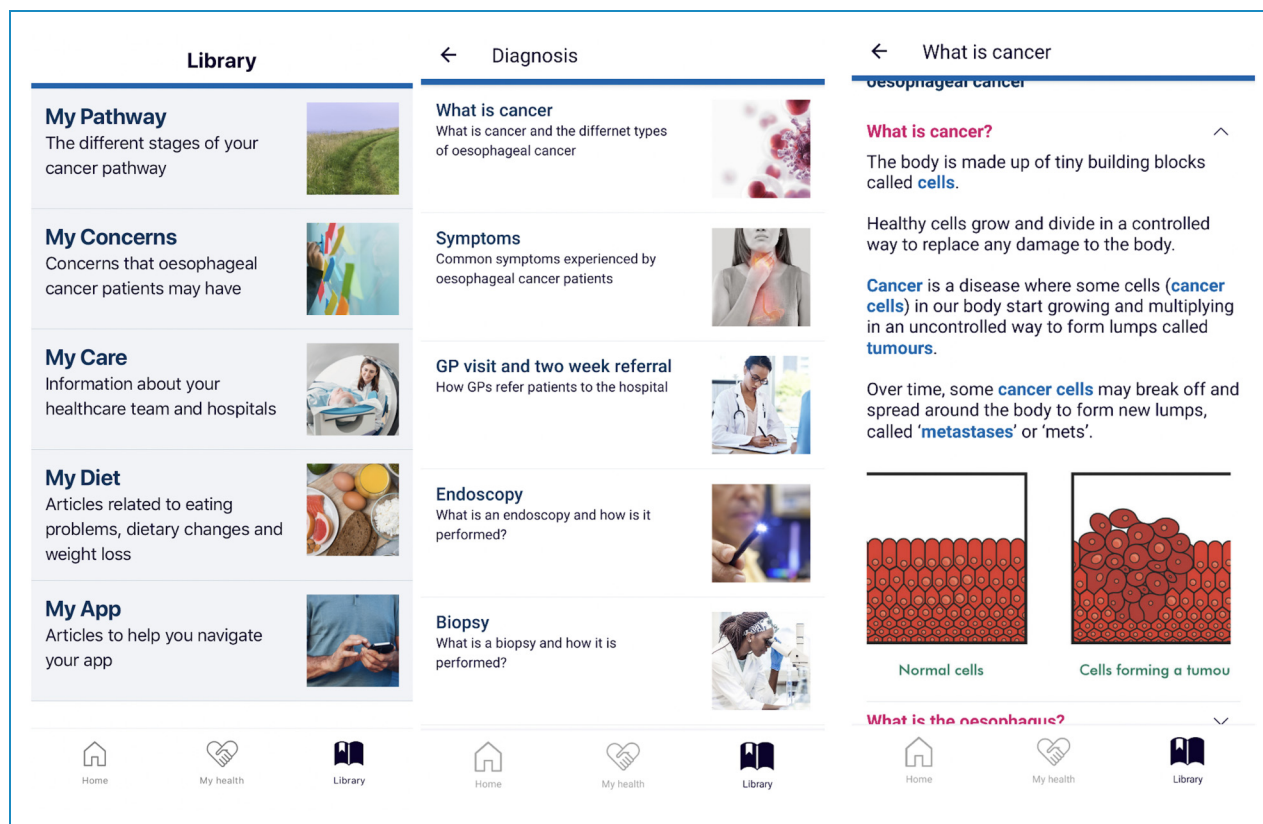 Library
My Pathway
The different stages of your
cancer pathway
My Concerns
Concerns that oesophageal
cancer patients may have
My Care
Information about your
healthcare team and hospitals
My Diet
Articles related to eating
problems, dietary changes and
weight loss
My App
Articles to help you navigate
your app
Home
My health
Library
Diagnosis
What is cancer
What is cancer and the differnet types
of oesophageal cancer
Symptoms
Common symptoms experienced by
oesophageal cancer patients
GP visit and two week referral
How GPs refer patients to the hospital
Endoscopy
What is an endoscopy and how is it
performed?
Biopsy
What is a biopsy and how it is
performed?
Home
My health
Library
What is cancer
oesophageal cancer
What is cancer?
The body is made up of tiny building blocks
called cells.
Healthy cells grow and divide in a controlled
way to replace any damage to the body.
Cancer is a disease where some cells (cancer
cells) in our body start growing and multiplying
in an uncontrolled way to form lumps called
tumours.
Over time, some cancer cells may break off and
spread around the body to form new lumps,
called ‘metastases’ or ‘mets’.
Normal cells
Cells forming a tumou
What is the oesophagus?
Home
My health
Library